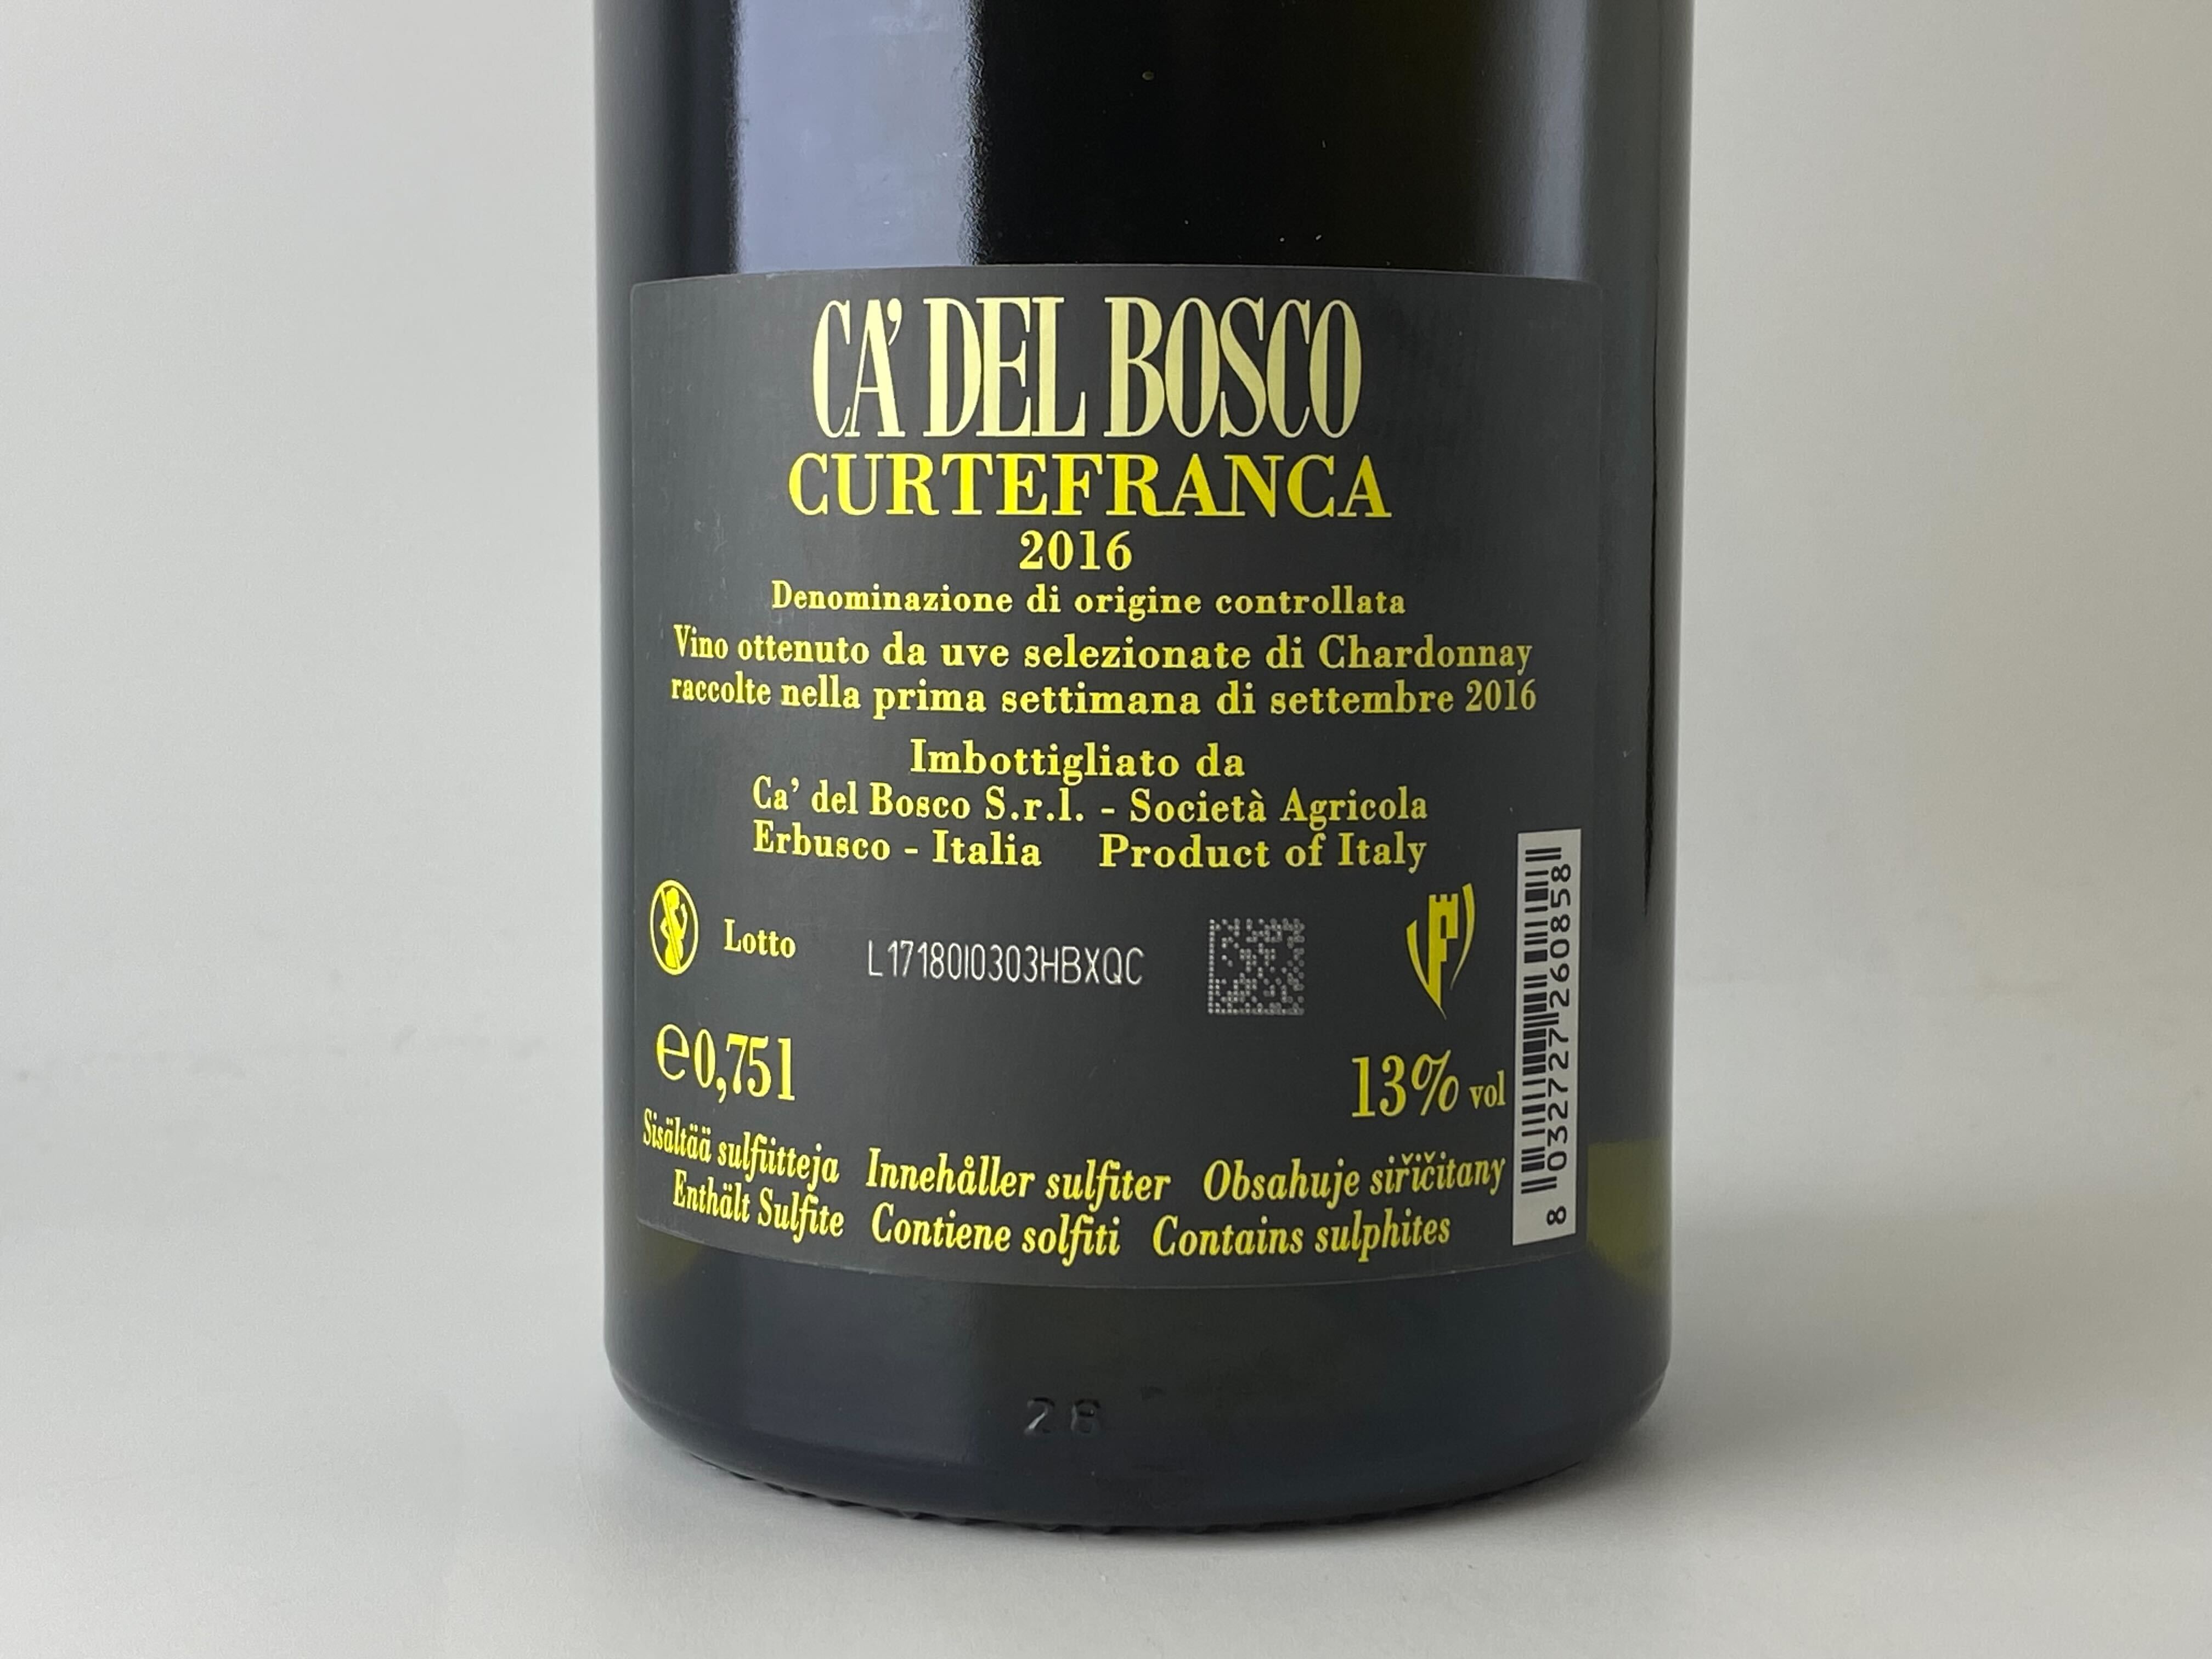 CA' DEL BOSCO
CURTEFRANCA
2016
Denominazione di origine controllata
Vino ottenuto da uve selezionate di Chardonnay
raccolte nella prima settimana di settembre 2016
Imbottigliato da
Ca' del Bosco S.r.l. - Società Agricola
Erbusco - Italia Product of Italy
Lotto L17180I0303HBXQC
℮0,75l
13% vol
Sisältää sulfiitteja Innehåller sulfiter Obsahuje siřičitany
Enthält Sulfite Contiene solfiti Contains sulphites
8 032727 260858
28